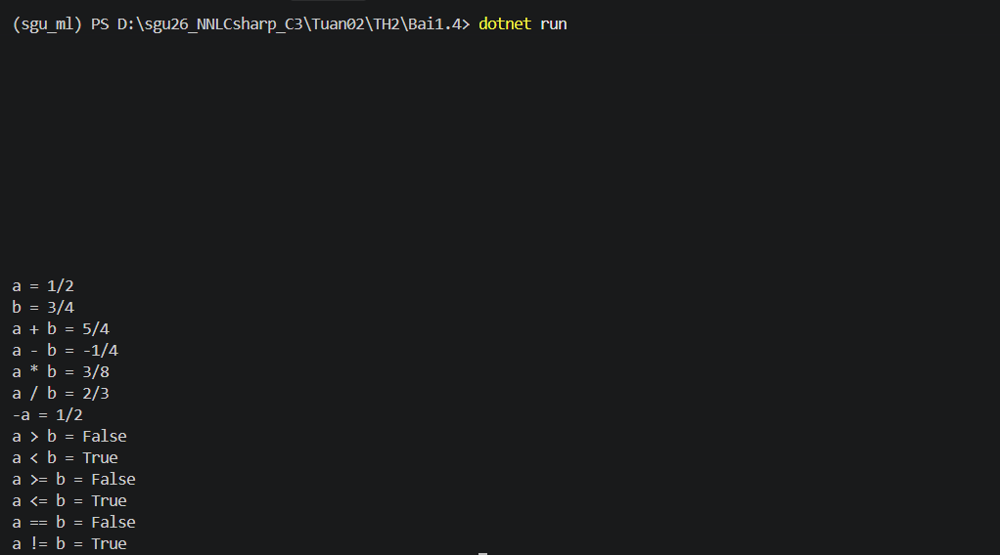 (sgu_ml) PS D:\sgu26_NNLCsharp_C3\Tuan02\TH2\Bai1.4> dotnet run
a = 1/2
b = 3/4
a + b = 5/4
a - b = -1/4
a * b = 3/8
a / b = 2/3
-a = 1/2
a > b = False
a < b = True
a >= b = False
a <= b = True
a == b = False
a != b = True